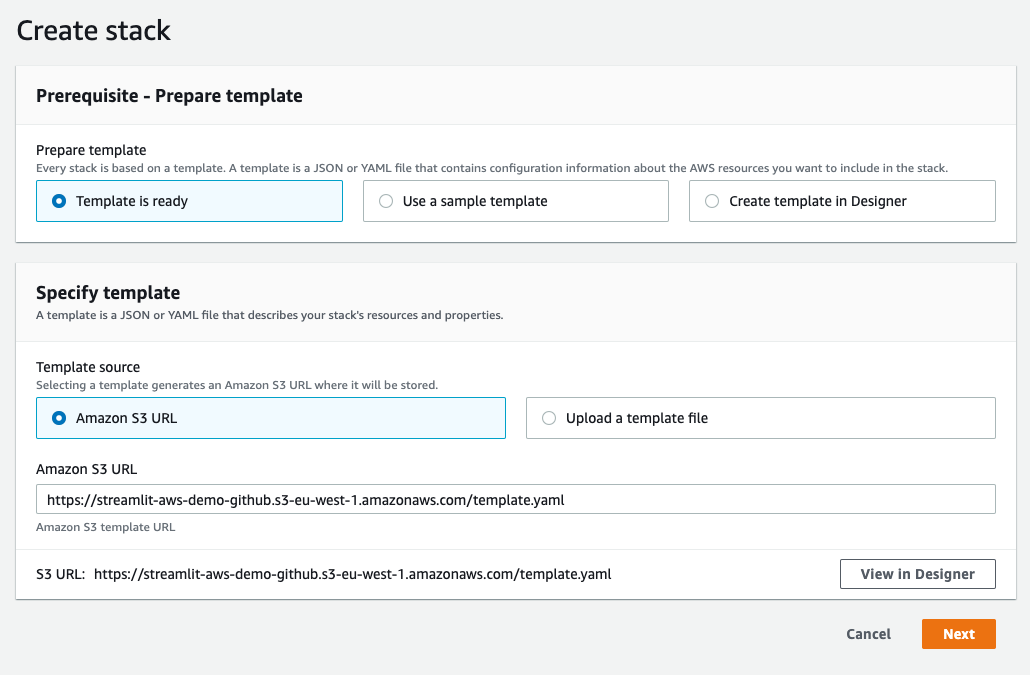 Create stack
Prerequisite - Prepare template
Prepare template
Every stack is based on a template. A template is a JSON or YAML file that contains configuration information about the AWS resources you want to include in the stack.
Template is ready
Use a sample template
Create template in Designer
Specify template
A template is a JSON or YAML file that describes your stack's resources and properties.
Template source
Selecting a template generates an Amazon S3 URL where it will be stored.
Amazon S3 URL
Upload a template file
Amazon S3 URL
https://streamlit-aws-demo-github.s3-eu-west-1.amazonaws.com/template.yaml
Amazon S3 template URL
S3 URL: https://streamlit-aws-demo-github.s3-eu-west-1.amazonaws.com/template.yaml
View in Designer
Cancel
Next